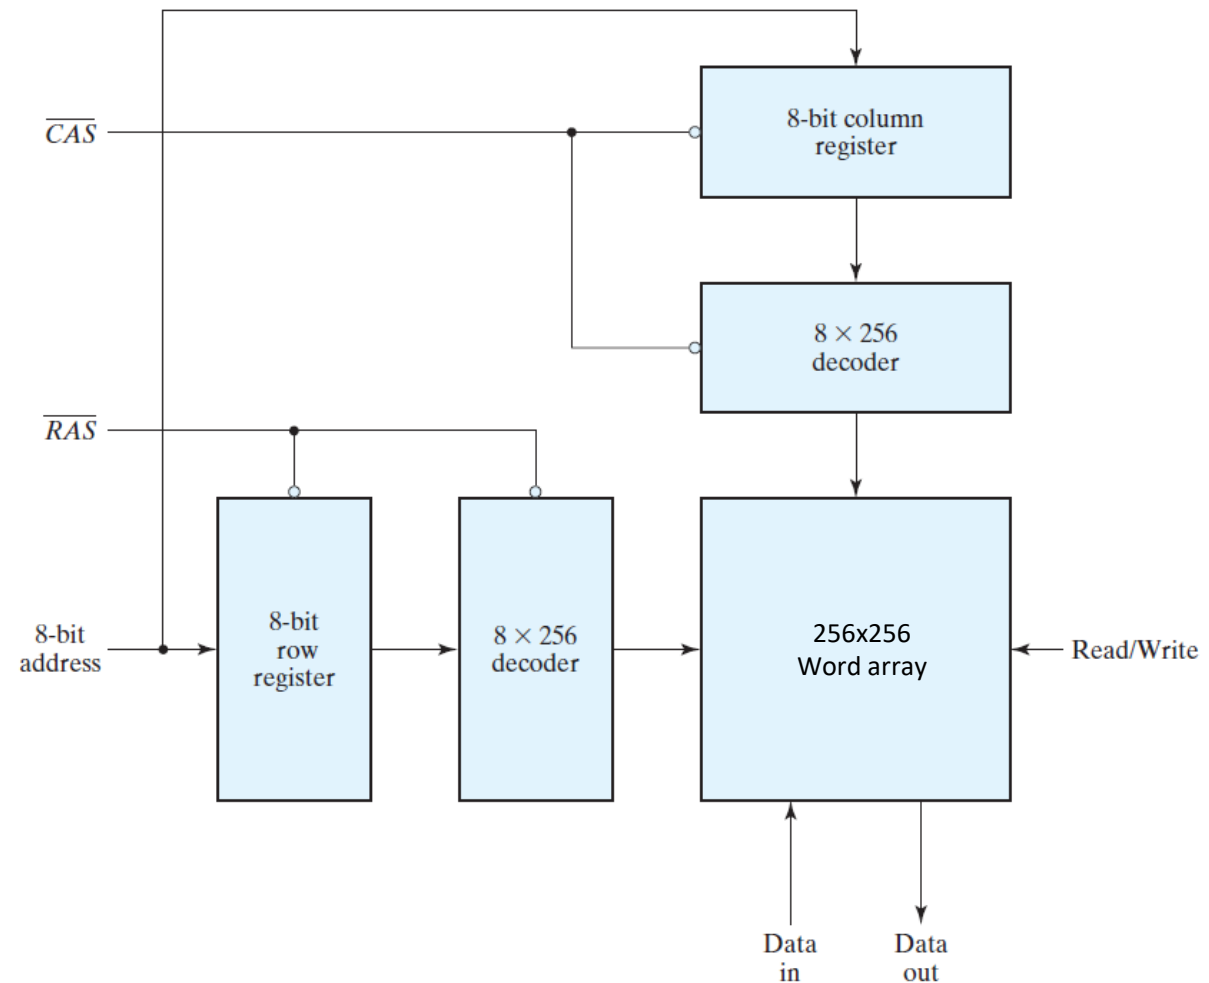 8-bit column
register
CAS
8 × 256
decoder
RAS
8-bit
address
8-bit
row
register
8 × 256
decoder
256x256
Word array
Read/Write
Data
in
Data
out